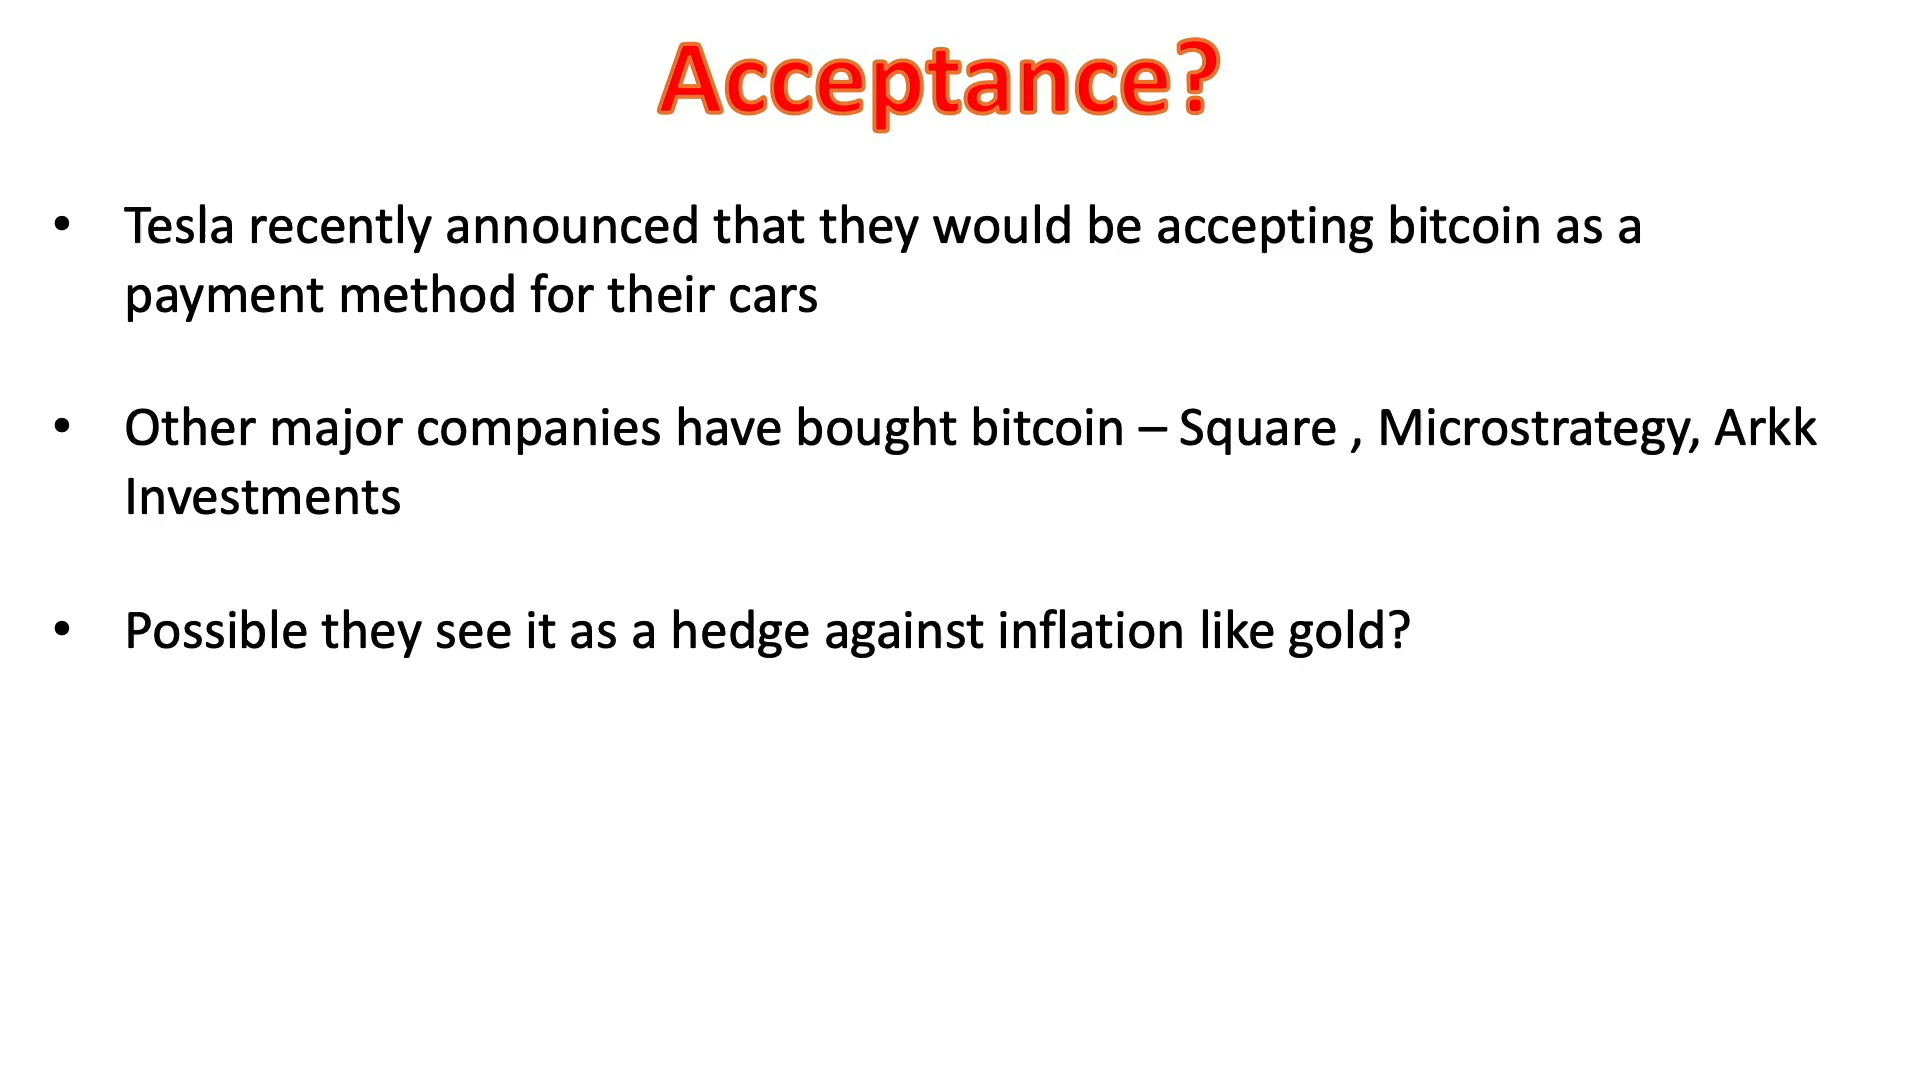 Acceptance?
• Tesla recently announced that they would be accepting bitcoin as a
payment method for their cars
• Other major companies have bought bitcoin – Square , Microstrategy, Arkk
Investments
• Possible they see it as a hedge against inflation like gold?